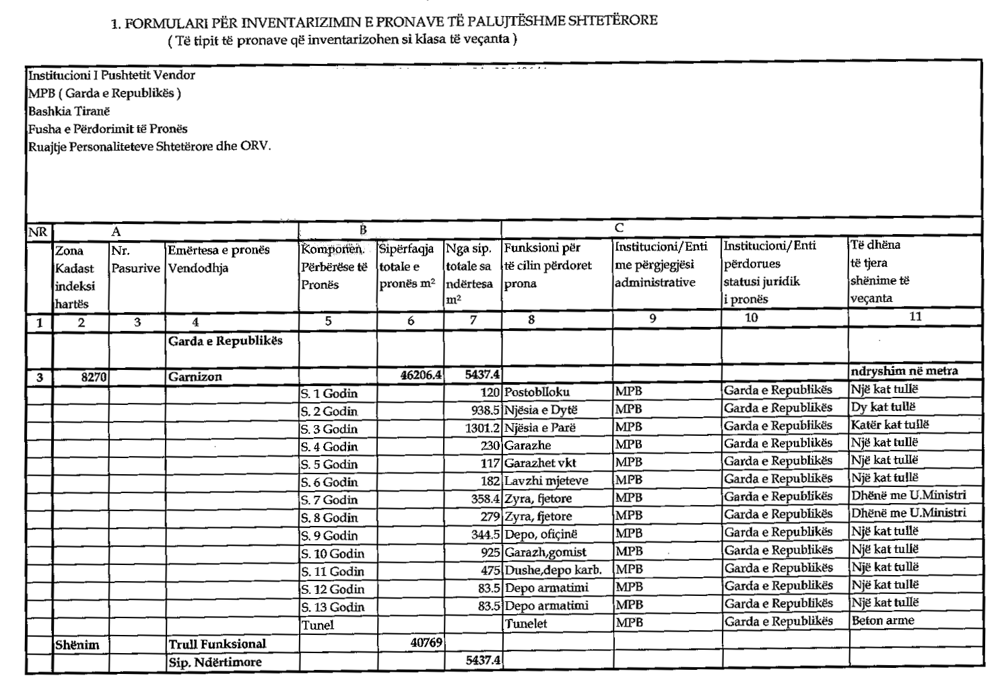 1. FORMULARI PËR INVENTARIZIMIN E PRONAVE TË PALUJTËSHME SHTETËRORE
( Të tipit të pronave që inventarizohen si klasa të veçanta )
Institucioni I Pushtetit Vendor
MPB ( Garda e Republikës )
Bashkia Tiranë
Fusha e Përdorimit të Pronës
Ruajtje Personaliteteve Shtetërore dhe ORV.
NR A B C
Zona Kadast indeksi hartës
Nr. Pasurive
Emërtesa e pronës Vendodhja
Komponën. Përbërëse të Pronës
Sipërfaqja totale e pronës m²
Nga sip. totale sa ndërtesa m²
Funksioni për të cilin përdoret prona
Institucioni/Enti me përgjegjësi administrative
Institucioni/Enti përdorues statusi juridik i pronës
Të dhëna të tjera shënime të veçanta
1 2 3 4 5 6 7 8 9 10 11
Garda e Republikës
3 8270 Garnizon 46206.4 5437.4 ndryshim në metra
S. 1 Godin 120 Postoblloku MPB Garda e Republikës Një kat tullë
S. 2 Godin 938.5 Njësia e Dytë MPB Garda e Republikës Dy kat tullë
S. 3 Godin 1301.2 Njësia e Parë MPB Garda e Republikës Katër kat tullë
S. 4 Godin 230 Garazhe MPB Garda e Republikës Një kat tullë
S. 5 Godin 117 Garazhet vkt MPB Garda e Republikës Një kat tullë
S. 6 Godin 182 Lavzhi mjeteve MPB Garda e Republikës Një kat tullë
S. 7 Godin 358.4 Zyra, fjetore MPB Garda e Republikës Dhënë me U.Ministri
S. 8 Godin 279 Zyra, fjetore MPB Garda e Republikës Dhënë me U.Ministri
S. 9 Godin 344.5 Depo, ofiçinë MPB Garda e Republikës Një kat tullë
S. 10 Godin 925 Garazh,gomist MPB Garda e Republikës Një kat tullë
S. 11 Godin 475 Dushe,depo karb. MPB Garda e Republikës Një kat tullë
S. 12 Godin 83.5 Depo armatimi MPB Garda e Republikës Një kat tullë
S. 13 Godin 83.5 Depo armatimi MPB Garda e Republikës Një kat tullë
Tunel Tunelet MPB Garda e Republikës Beton arme
Shënim Trull Funksional 40769
Sip. Ndërtimore 5437.4